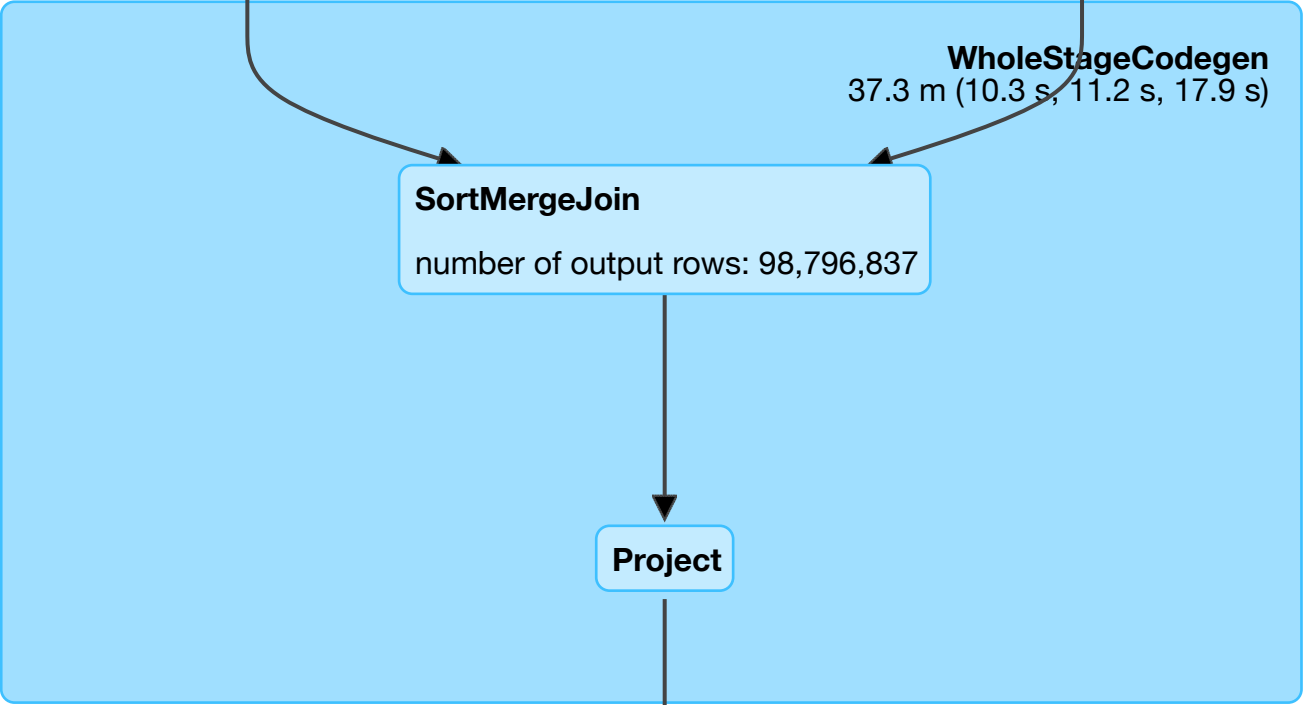 WholeStageCodegen
37.3 m (10.3 s, 11.2 s, 17.9 s)
SortMergeJoin
number of output rows: 98,796,837
Project